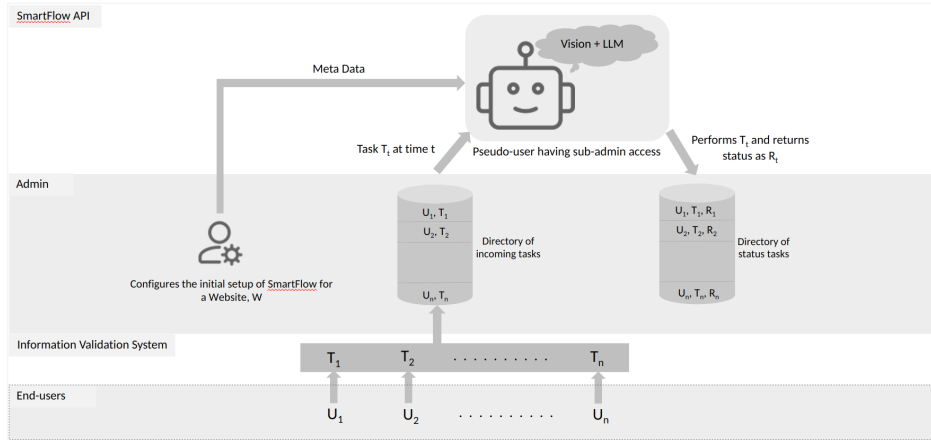 SmartFlow API
Vision + LLM
Meta Data
Task Tt at time t
Pseudo-user having sub-admin access
Performs Tt and returns
status as Rt
Admin
U1, T1
U2, T2
Un, Tn
Directory of
incoming tasks
U1, T1, R1
U2, T2, R2
Un, Tn, Rn
Directory of
status tasks
Configures the initial setup of SmartFlow for
a Website, W
Information Validation System
T1 T2 . . . . . . . . . . Tn
End-users
U1 U2 . . . . . . . . . . Un